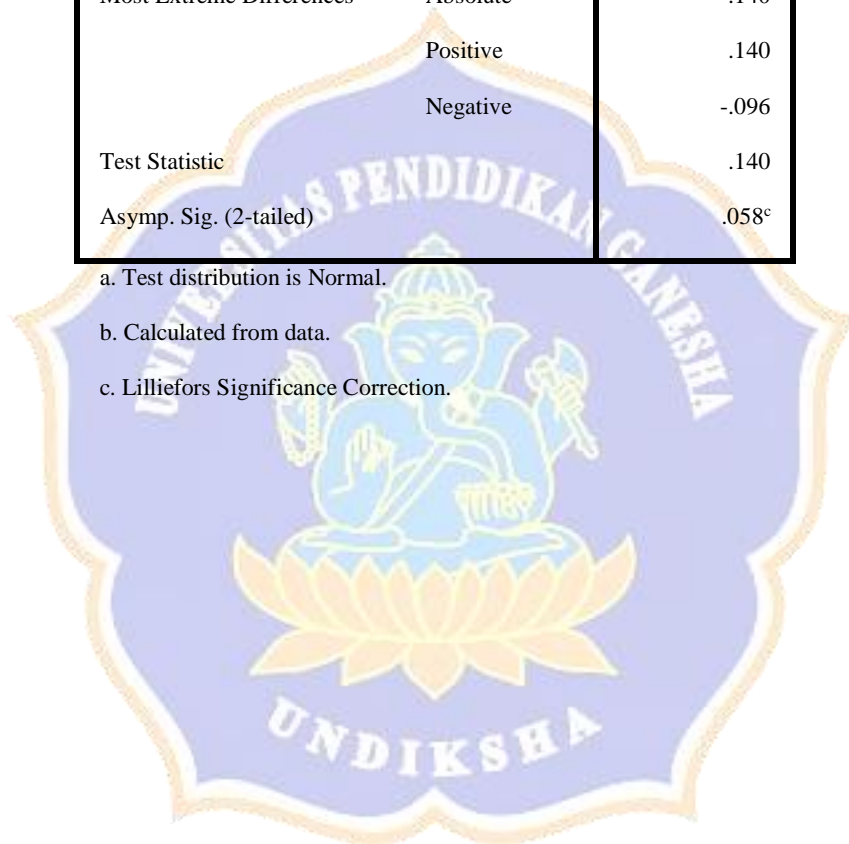 Most Extreme Differences Absolute .140
Positive .140
Negative -.096
Test Statistic .140
Asymp. Sig. (2-tailed) .058c
a. Test distribution is Normal.
b. Calculated from data.
c. Lilliefors Significance Correction.
UNIVERSITAS PENDIDIKAN GANESHA
UNDIKSHA